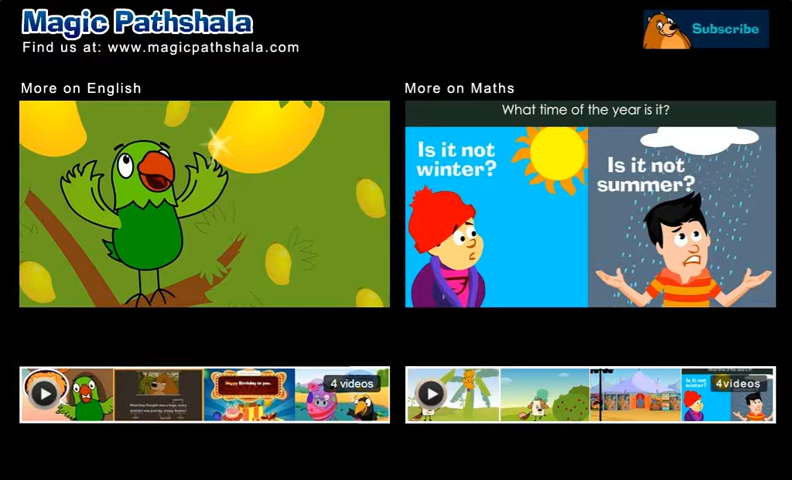 Magic Pathshala
Find us at: www.magicpathshala.com
Subscribe
More on English
More on Maths
What time of the year is it?
Is it not
winter?
Is it not
summer?
Happy Birthday to you.
4 videos
4videos
Is it not
winter?